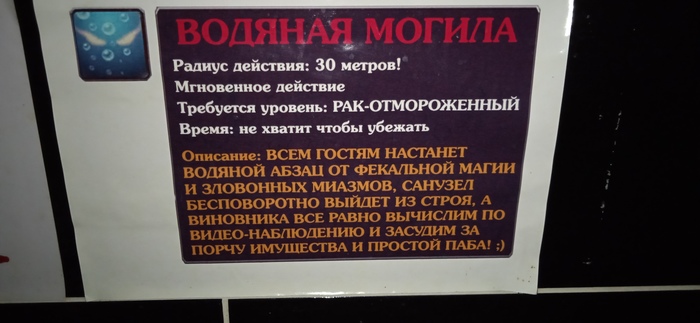 ВОДЯНАЯ МОГИЛА
Радиус действия: 30 метров!
Мгновенное действие
Требуется уровень: РАК-ОТМОРОЖЕННЫЙ
Время: не хватит чтобы убежать
Описание: ВСЕМ ГОСТЯМ НАСТАНЕТ
ВОДЯНОЙ АБЗАЦ ОТ ФЕКАЛЬНОЙ МАГИИ
И ЗЛОВОННЫХ МИАЗМОВ, САНУЗЕЛ
БЕСПОВОРОТНО ВЫЙДЕТ ИЗ СТРОЯ, А
ВИНОВНИКА ВСЕ РАВНО ВЫЧИСЛИМ ПО
ВИДЕО-НАБЛЮДЕНИЮ И ЗАСУДИМ ЗА
ПОРЧУ ИМУЩЕСТВА И ПРОСТОЙ ПАБА! ;)